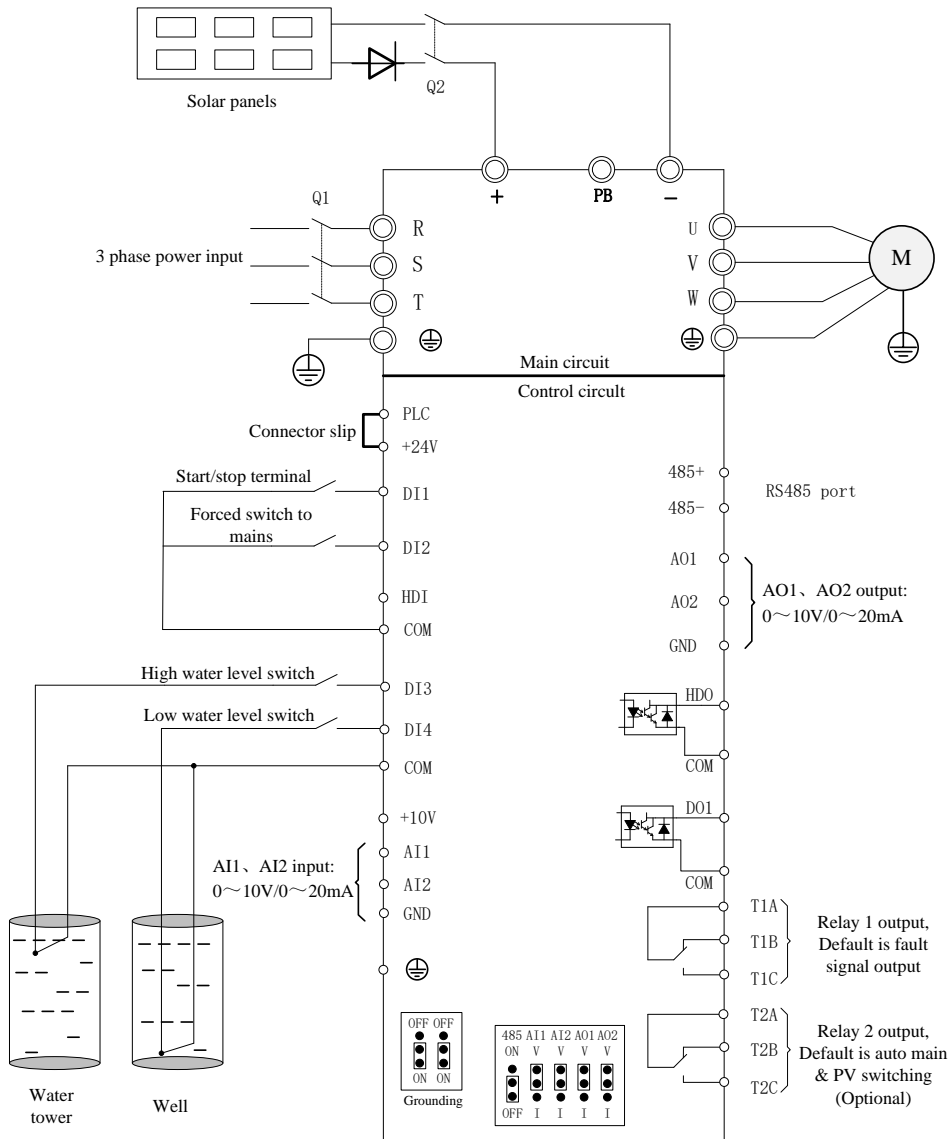 Solar panels
Q2
+
PB
−
Q1
3 phase power input
R
S
T
U
V
W
M
Main circuit
Control circult
Connector slip
PLC
+24V
Start/stop terminal
DI1
Forced switch to
mains
DI2
HDI
COM
High water level switch
DI3
Low water level switch
DI4
COM
+10V
AI1、AI2 input:
0～10V/0～20mA
AI1
AI2
GND
Water
tower
Well
485+
485−
RS485 port
AO1
AO2
GND
AO1、AO2 output:
0～10V/0～20mA
HDO
COM
DO1
COM
T1A
T1B
T1C
Relay 1 output,
Default is fault
signal output
T2A
T2B
T2C
Relay 2 output,
Default is auto main
& PV switching
(Optional)
OFF OFF
ON ON
Grounding
485 AI1 AI2 AO1 AO2
ON V V V V
OFF I I I I